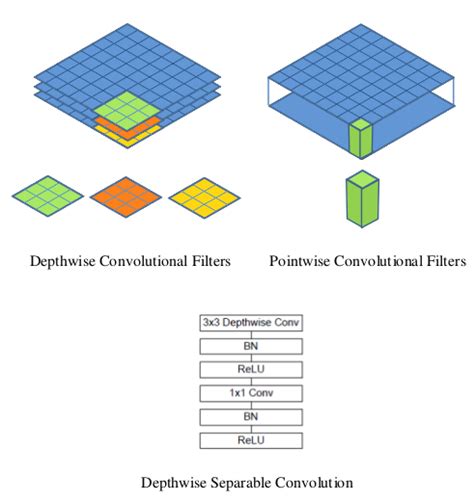 Depthwise Convolutional Filters
Pointwise Convolutional Filters
3x3 Depthwise Conv
BN
ReLU
1x1 Conv
BN
ReLU
Depthwise Separable Convolution